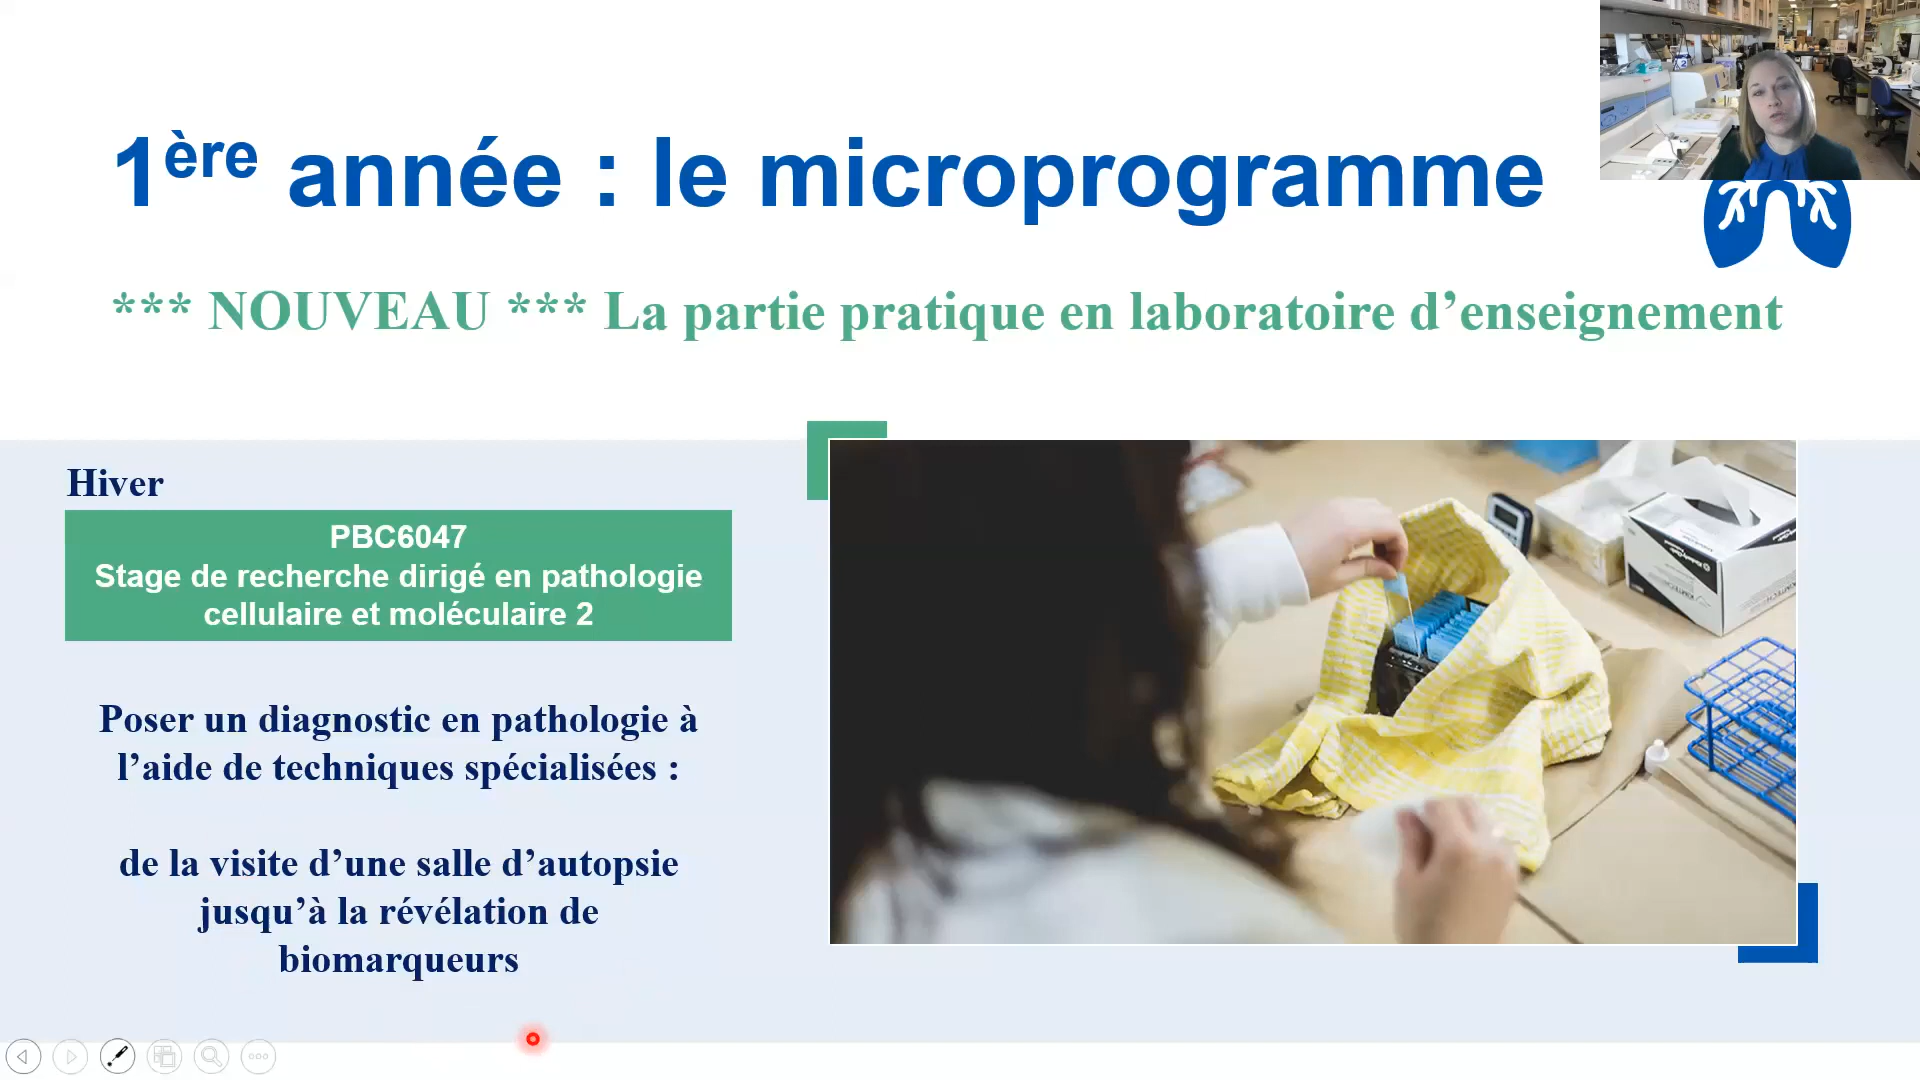 1ère année : le microprogramme
*** NOUVEAU *** La partie pratique en laboratoire d’enseignement
Hiver
PBC6047
Stage de recherche dirigé en pathologie
cellulaire et moléculaire 2
Poser un diagnostic en pathologie à
l’aide de techniques spécialisées :
de la visite d’une salle d’autopsie
jusqu’à la révélation de
biomarqueurs